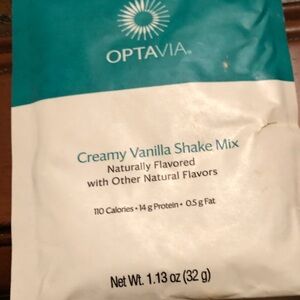 OPTAVIA®
Creamy Vanilla Shake Mix
Naturally Flavored
with Other Natural Flavors
110 Calories • 14 g Protein • 0.5 g Fat
Net Wt. 1.13 oz (32 g)